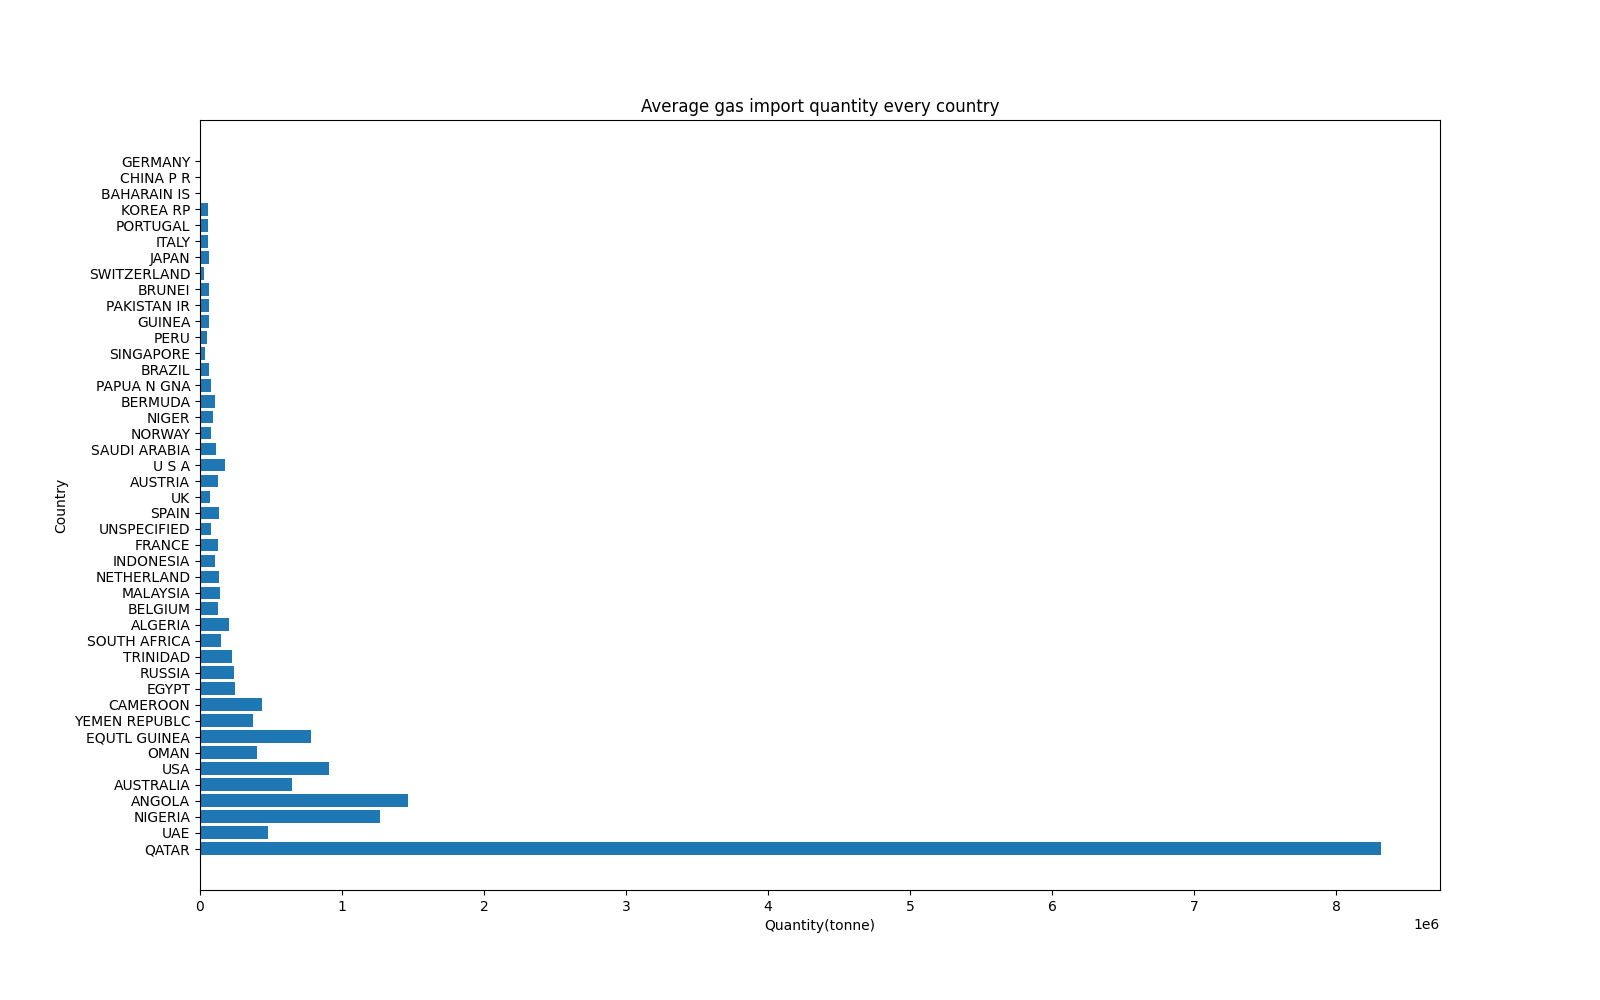 Average gas import quantity every country
GERMANY
CHINA P R
BAHARAIN IS
KOREA RP
PORTUGAL
ITALY
JAPAN
SWITZERLAND
BRUNEI
PAKISTAN IR
GUINEA
PERU
SINGAPORE
BRAZIL
PAPUA N GNA
BERMUDA
NIGER
NORWAY
SAUDI ARABIA
U S A
AUSTRIA
UK
SPAIN
UNSPECIFIED
FRANCE
INDONESIA
NETHERLAND
MALAYSIA
BELGIUM
ALGERIA
SOUTH AFRICA
TRINIDAD
RUSSIA
EGYPT
CAMEROON
YEMEN REPUBLC
EQUTL GUINEA
OMAN
USA
AUSTRALIA
ANGOLA
NIGERIA
UAE
QATAR
Country
0 1 2 3 4 5 6 7 8
Quantity(tonne)
1e6